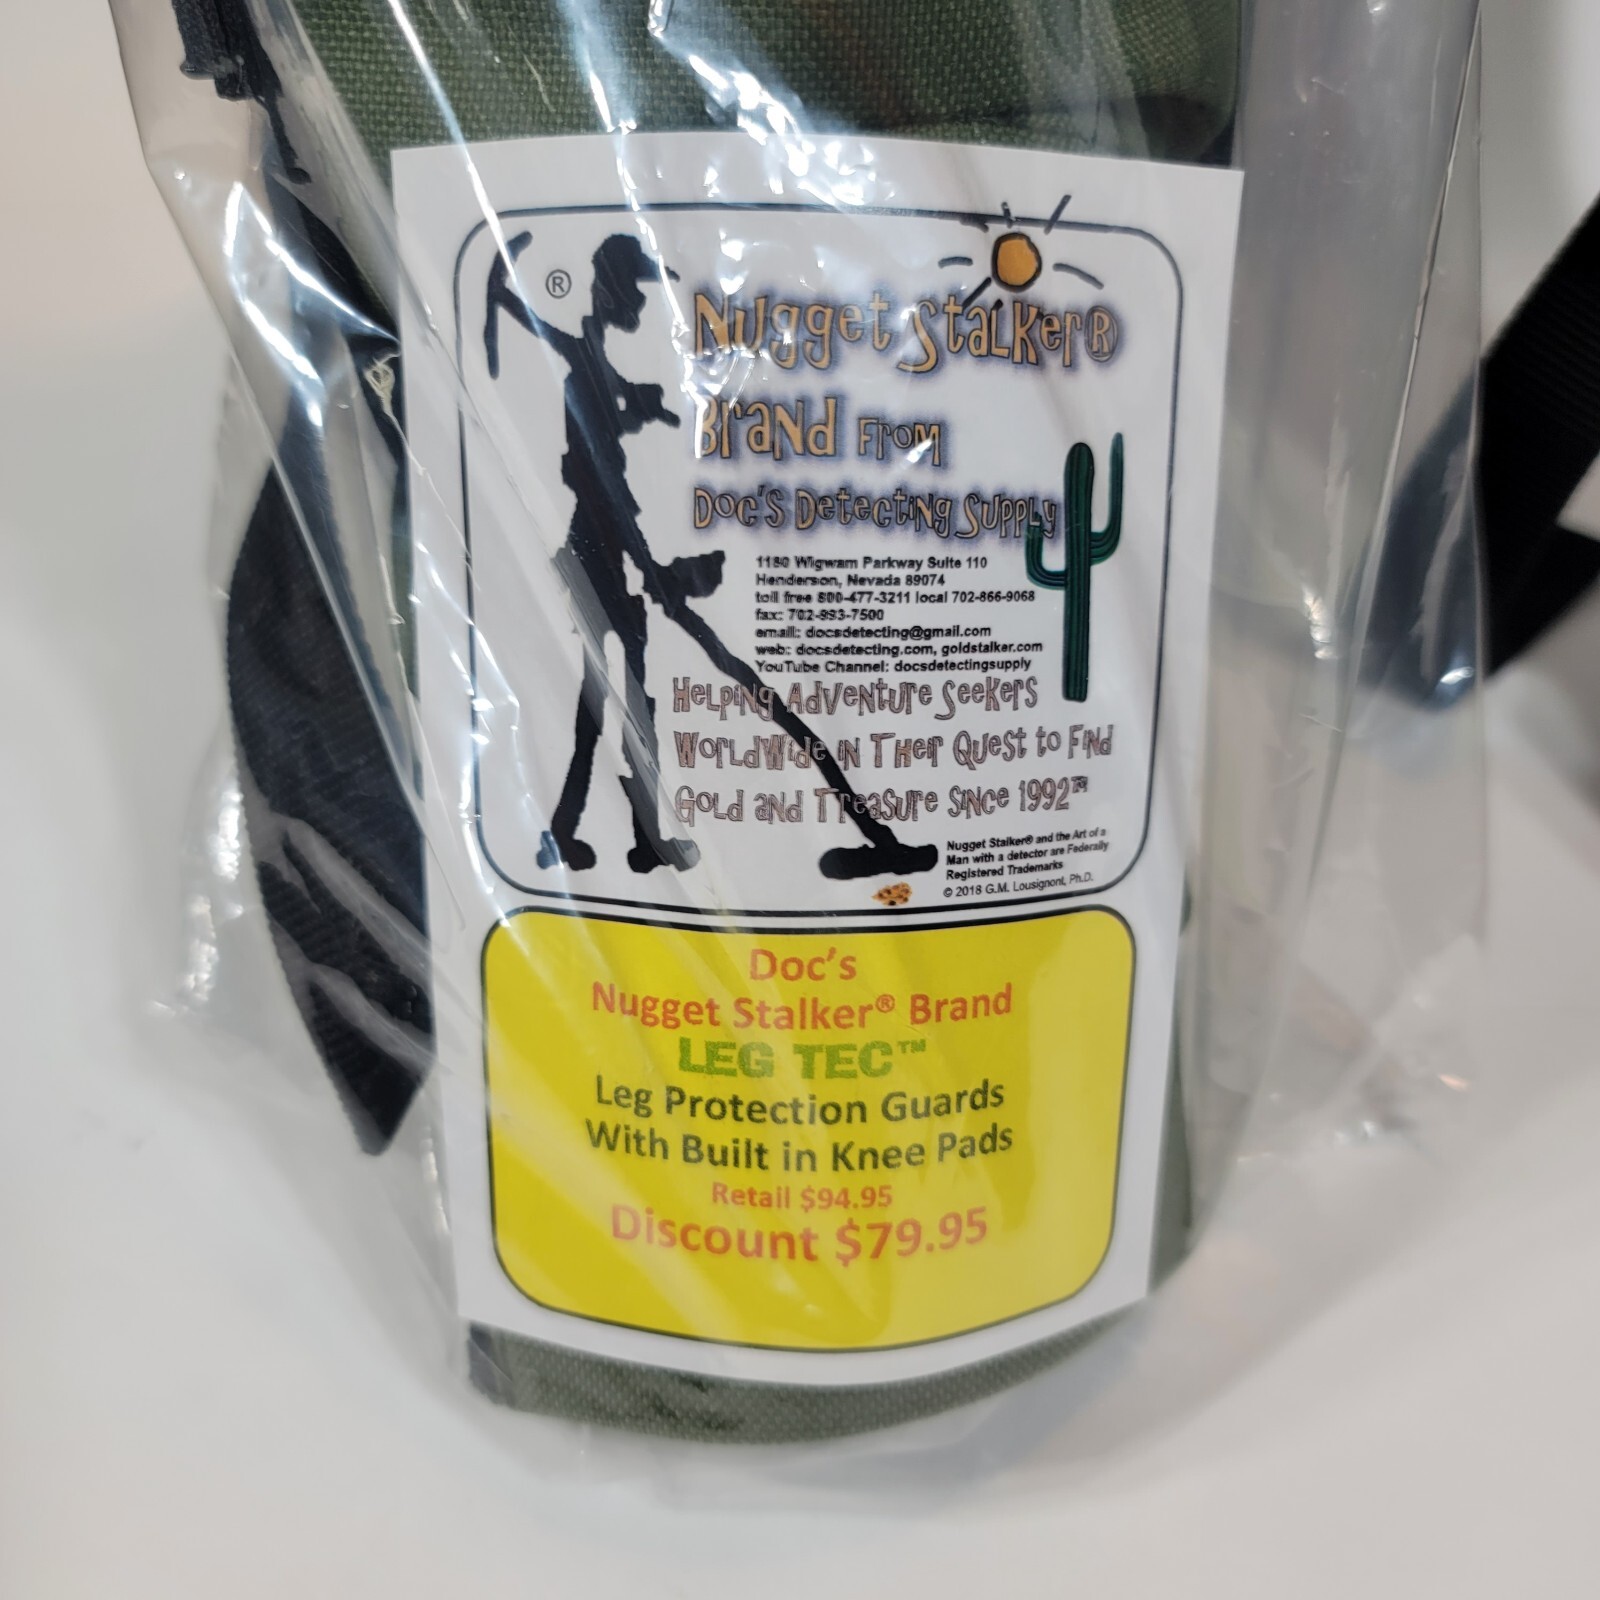 ®
Nugget Stalker®
Brand From
Doc's Detecting Supply
1180 Wigwam Parkway Suite 110
Henderson, Nevada 89074
toll free 800-477-3211 local 702-866-9068
fax: 702-993-7500
email: docsdetecting@gmail.com
web: docsdetecting.com, goldstalker.com
YouTube Channel: docsdetectingsupply
Helping Adventure Seekers
Worldwide in Their Quest to Find
Gold and Treasure Since 1992™
Nugget Stalker® and the Art of a
Man with a detector are Federally
Registered Trademarks
© 2018 G.M. Lousignont, Ph.D.
Doc's
Nugget Stalker® Brand
LEG TEC™
Leg Protection Guards
With Built in Knee Pads
Retail $94.95
Discount $79.95